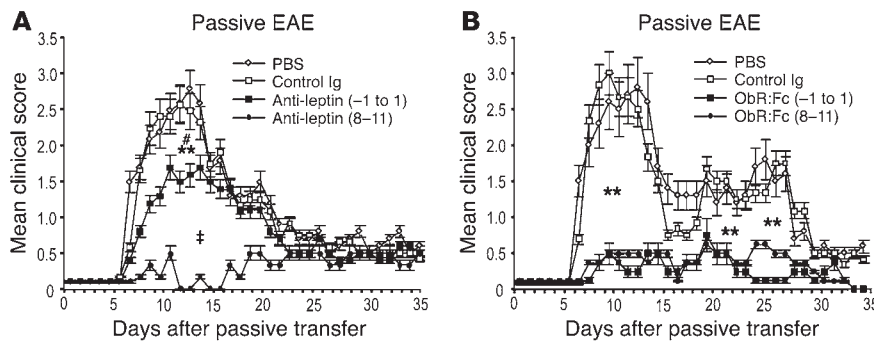 A
Passive EAE
Mean clinical score
3.5
3.0
2.5
2.0
1.5
1.0
0.5
0
PBS
Control Ig
Anti-leptin (–1 to 1)
Anti-leptin (8–11)
#
**
‡
0 5 10 15 20 25 30 35
Days after passive transfer
B
Passive EAE
Mean clinical score
3.5
3.0
2.5
2.0
1.5
1.0
0.5
0
PBS
Control Ig
ObR:Fc (–1 to 1)
ObR:Fc (8–11)
**
**
**
0 5 10 15 20 25 30 35
Days after passive transfer